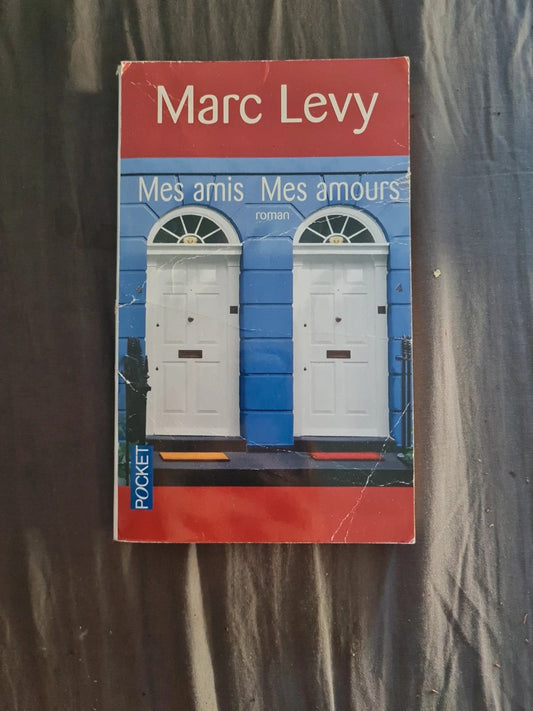 Marc Levy
Mes amis Mes amours
roman
POCKET